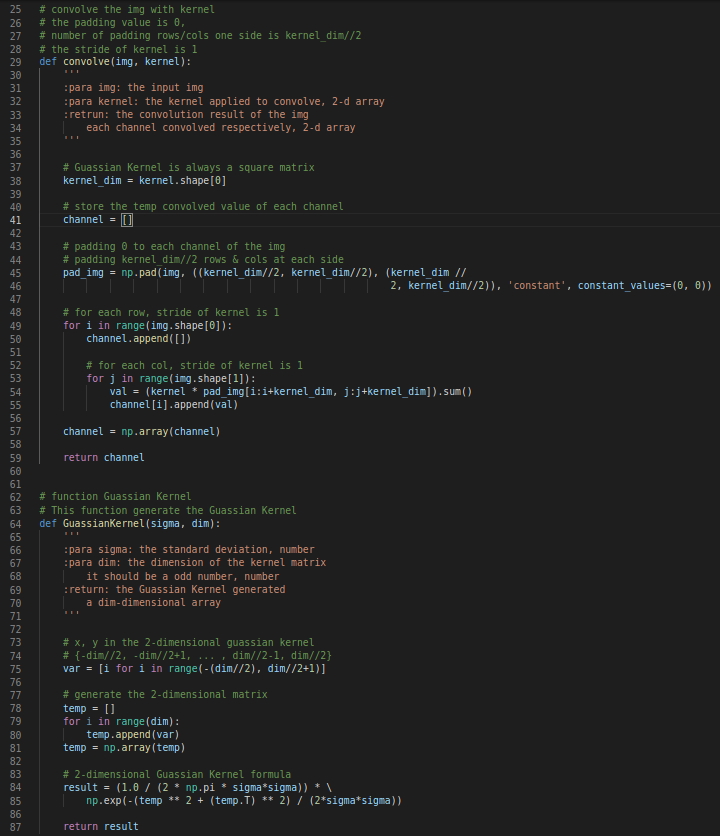 25 # convolve the img with kernel
26 # the padding value is 0,
27 # number of padding rows/cols one side is kernel_dim//2
28 # the stride of kernel is 1
29 def convolve(img, kernel):
30     '''
31     :para img: the input img
32     :para kernel: the kernel applied to convolve, 2-d array
33     :retrun: the convolution result of the img
34         each channel convolved respectively, 2-d array
35     '''
36
37     # Guassian Kernel is always a square matrix
38     kernel_dim = kernel.shape[0]
39
40     # store the temp convolved value of each channel
41     channel = []
42
43     # padding 0 to each channel of the img
44     # padding kernel_dim//2 rows & cols at each side
45     pad_img = np.pad(img, ((kernel_dim//2, kernel_dim//2), (kernel_dim //
46                                                            2, kernel_dim//2)), 'constant', constant_values=(0, 0))
47
48     # for each row, stride of kernel is 1
49     for i in range(img.shape[0]):
50         channel.append([])
51
52         # for each col, stride of kernel is 1
53         for j in range(img.shape[1]):
54             val = (kernel * pad_img[i:i+kernel_dim, j:j+kernel_dim]).sum()
55             channel[i].append(val)
56
57     channel = np.array(channel)
58
59     return channel
60
61
62 # function Guassian Kernel
63 # This function generate the Guassian Kernel
64 def GuassianKernel(sigma, dim):
65     '''
66     :para sigma: the standard deviation, number
67     :para dim: the dimension of the kernel matrix
68         it should be a odd number, number
69     :return: the Guassian Kernel generated
70         a dim-dimensional array
71     '''
72
73     # x, y in the 2-dimensional guassian kernel
74     # {-dim//2, -dim//2+1, ... , dim//2-1, dim//2}
75     var = [i for i in range(-(dim//2), dim//2+1)]
76
77     # generate the 2-dimensional matrix
78     temp = []
79     for i in range(dim):
80         temp.append(var)
81     temp = np.array(temp)
82
83     # 2-dimensional Guassian Kernel formula
84     result = (1.0 / (2 * np.pi * sigma*sigma)) * \
85         np.exp(-(temp ** 2 + (temp.T) ** 2) / (2*sigma*sigma))
86
87     return result